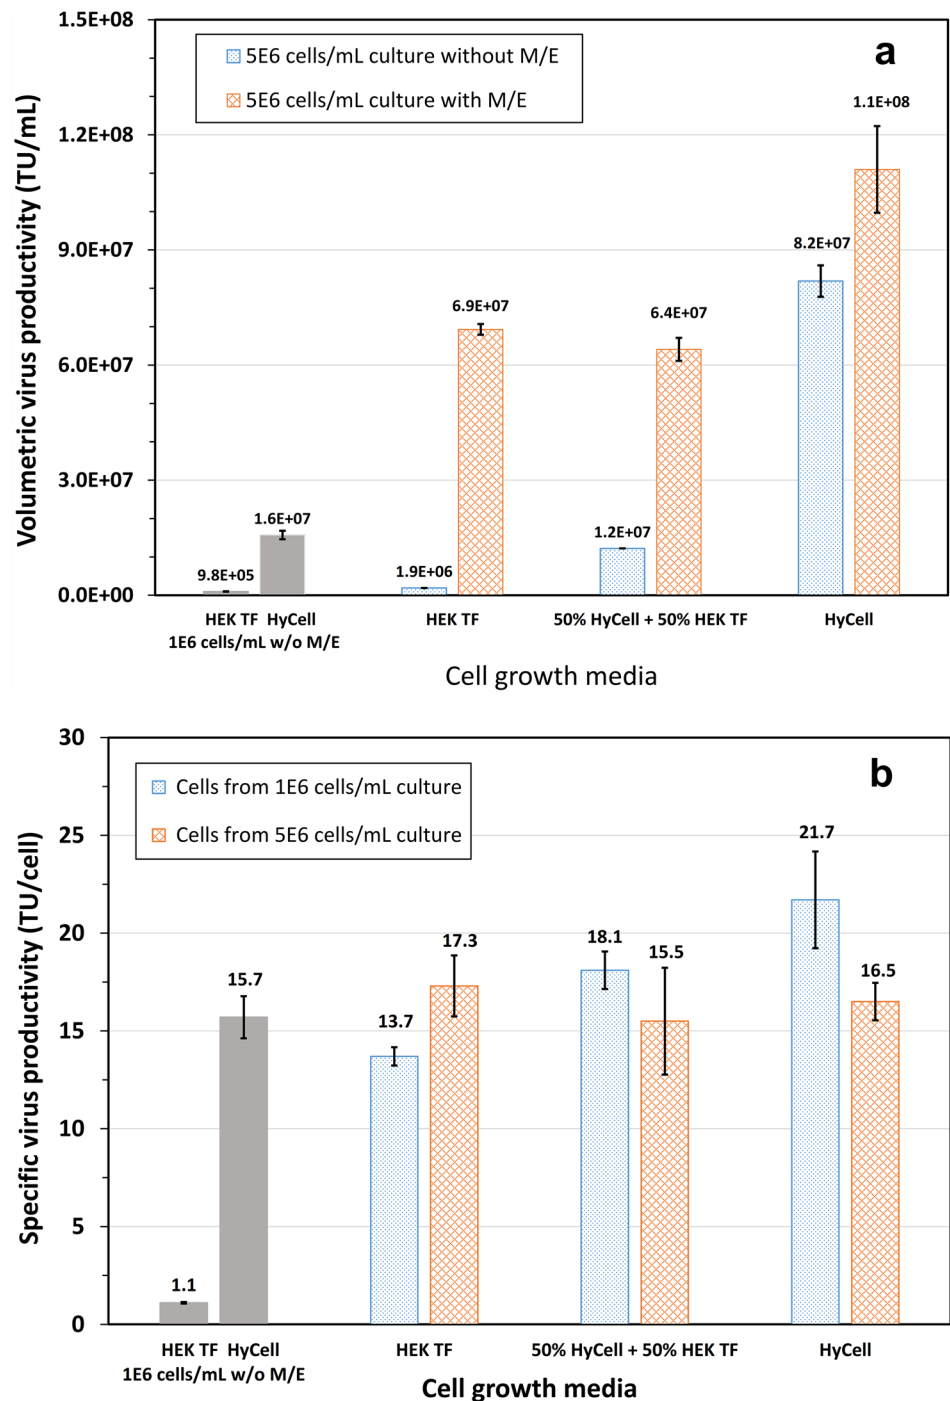 a
5E6 cells/mL culture without M/E
5E6 cells/mL culture with M/E
Volumetric virus productivity (TU/mL)
1.5E+08
1.2E+08
9.0E+07
6.0E+07
3.0E+07
0.0E+00
9.8E+05
1.6E+07
1.9E+06
6.9E+07
1.2E+07
6.4E+07
8.2E+07
1.1E+08
HEK TF HyCell
1E6 cells/mL w/o M/E
HEK TF
50% HyCell + 50% HEK TF
HyCell
Cell growth media
b
Cells from 1E6 cells/mL culture
Cells from 5E6 cells/mL culture
Specific virus productivity (TU/cell)
30
25
20
15
10
5
0
1.1
15.7
13.7
17.3
18.1
15.5
21.7
16.5
HEK TF HyCell
1E6 cells/mL w/o M/E
HEK TF
50% HyCell + 50% HEK TF
HyCell
Cell growth media